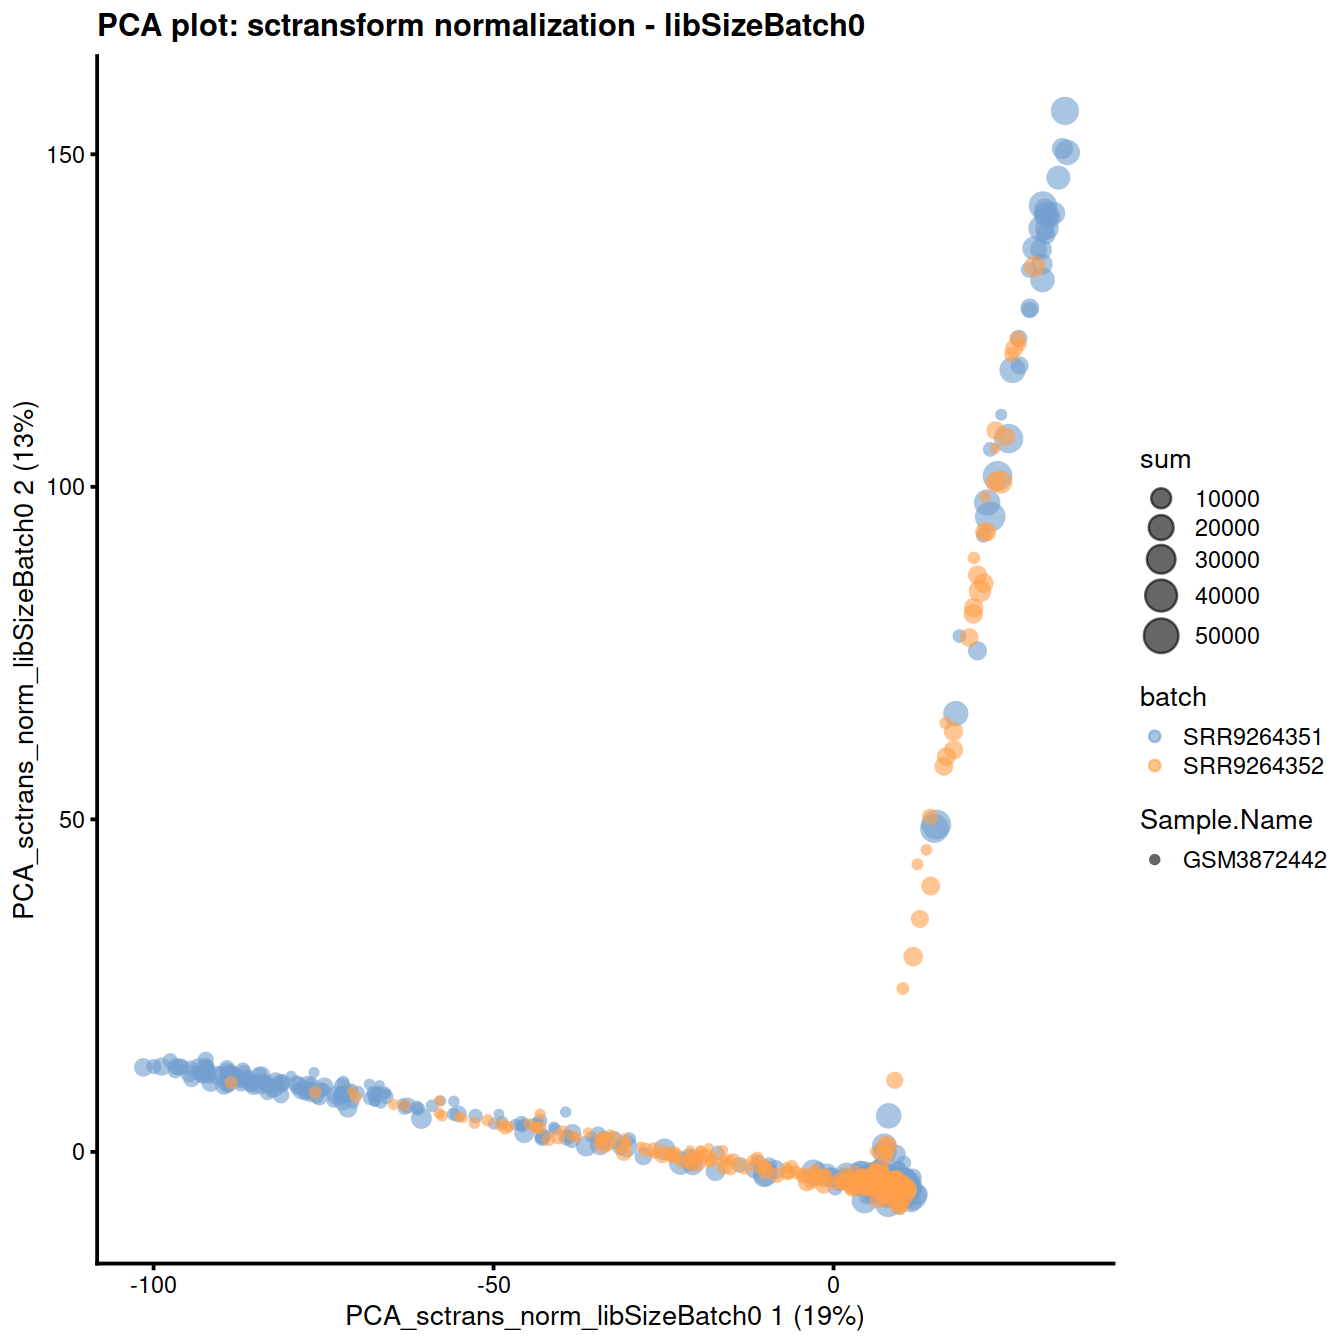 PCA plot: sctransform normalization - libSizeBatch0
PCA_sctrans_norm_libSizeBatch0 2 (13%)
150
100
50
0
-100
-50
0
PCA_sctrans_norm_libSizeBatch0 1 (19%)
sum
10000
20000
30000
40000
50000
batch
SRR9264351
SRR9264352
Sample.Name
GSM3872442